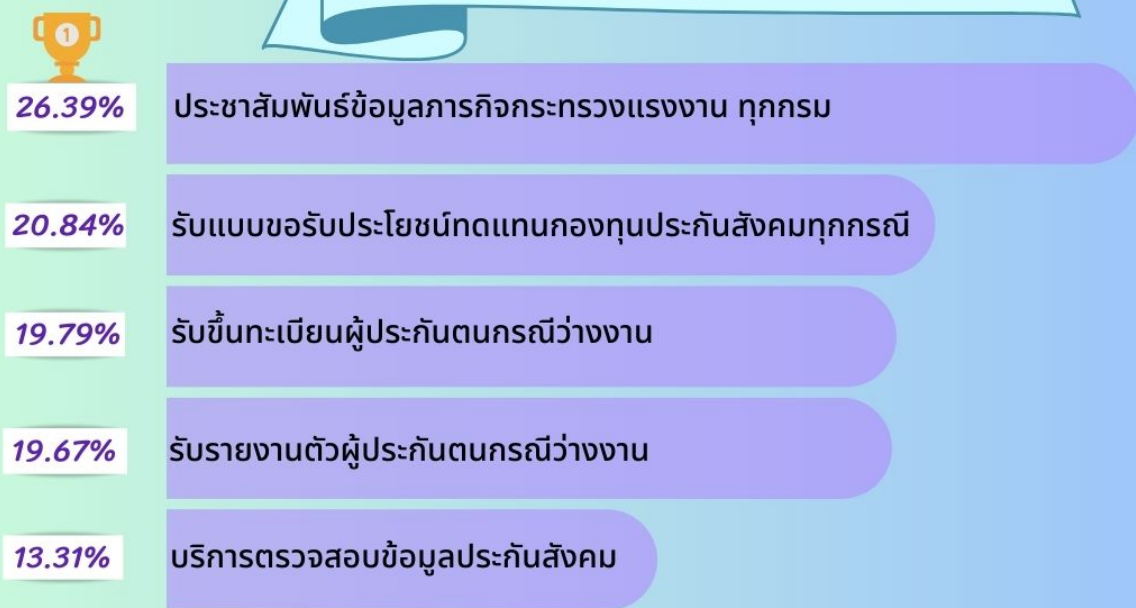 1
26.39% ประชาสัมพันธ์ข้อมูลภารกิจกระทรวงแรงงาน ทุกกรม
20.84% รับแบบขอรับประโยชน์ทดแทนกองทุนประกันสังคมทุกกรณี
19.79% รับขึ้นทะเบียนผู้ประกันตนกรณีว่างงาน
19.67% รับรายงานตัวผู้ประกันตนกรณีว่างงาน
13.31% บริการตรวจสอบข้อมูลประกันสังคม